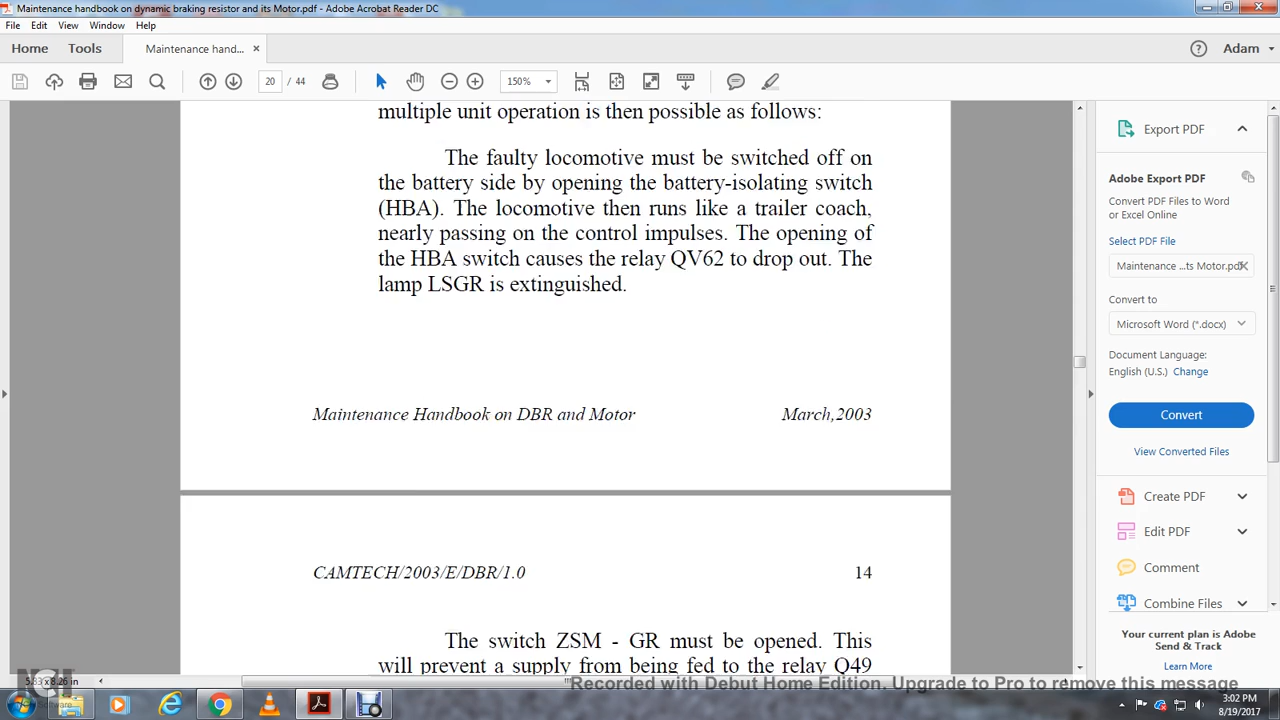 Maintenance handbook on dynamic braking resistor and its Motor.pdf - Adobe Acrobat Reader DC
File Edit View Window Help
Home Tools Maintenance hand... ×
Adam
20 / 44
150%
multiple unit operation is then possible as follows:
The faulty locomotive must be switched off on
the battery side by opening the battery-isolating switch
(HBA). The locomotive then runs like a trailer coach,
nearly passing on the control impulses. The opening of
the HBA switch causes the relay QV62 to drop out. The
lamp LSGR is extinguished.
Maintenance Handbook on DBR and Motor March,2003
CAMTECH/2003/E/DBR/1.0 14
The switch ZSM - GR must be opened. This
will prevent a supply from being fed to the relay Q49
Export PDF
Adobe Export PDF
Convert PDF Files to Word
or Excel Online
Select PDF File
Maintenance ...ts Motor.pdf
Convert to
Microsoft Word (*.docx)
Document Language:
English (U.S.) Change
Convert
View Converted Files
Create PDF
Edit PDF
Comment
Combine Files
Your current plan is Adobe
Send & Track
Learn More
Recorded with Debut Home Edition. Upgrade to Pro to remove this message
3:02 PM
8/19/2017